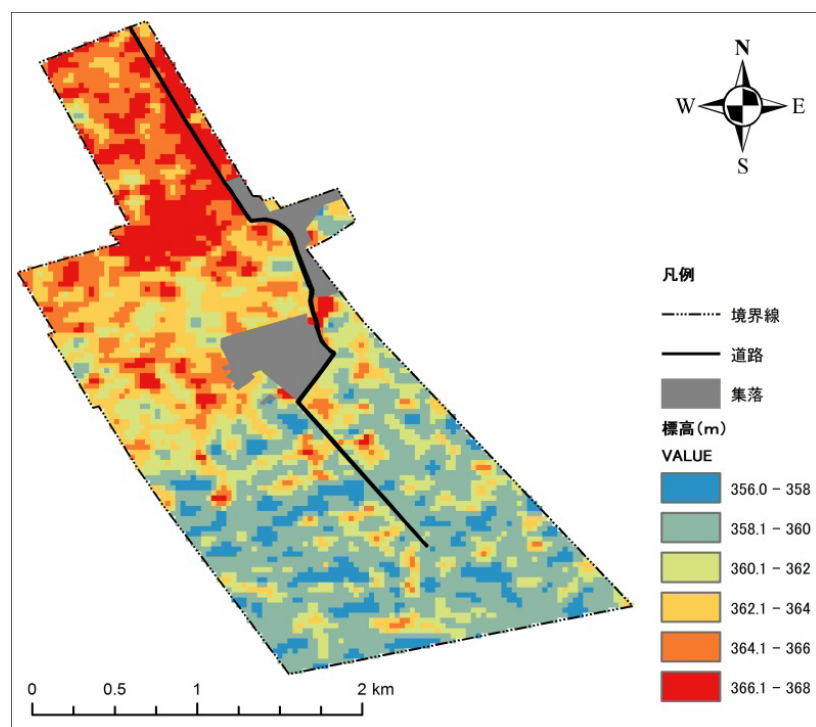 N
W E
S
凡例
境界線
道路
集落
標高(m)
VALUE
356.0 - 358
358.1 - 360
360.1 - 362
362.1 - 364
364.1 - 366
366.1 - 368
0 0.5 1 2 km